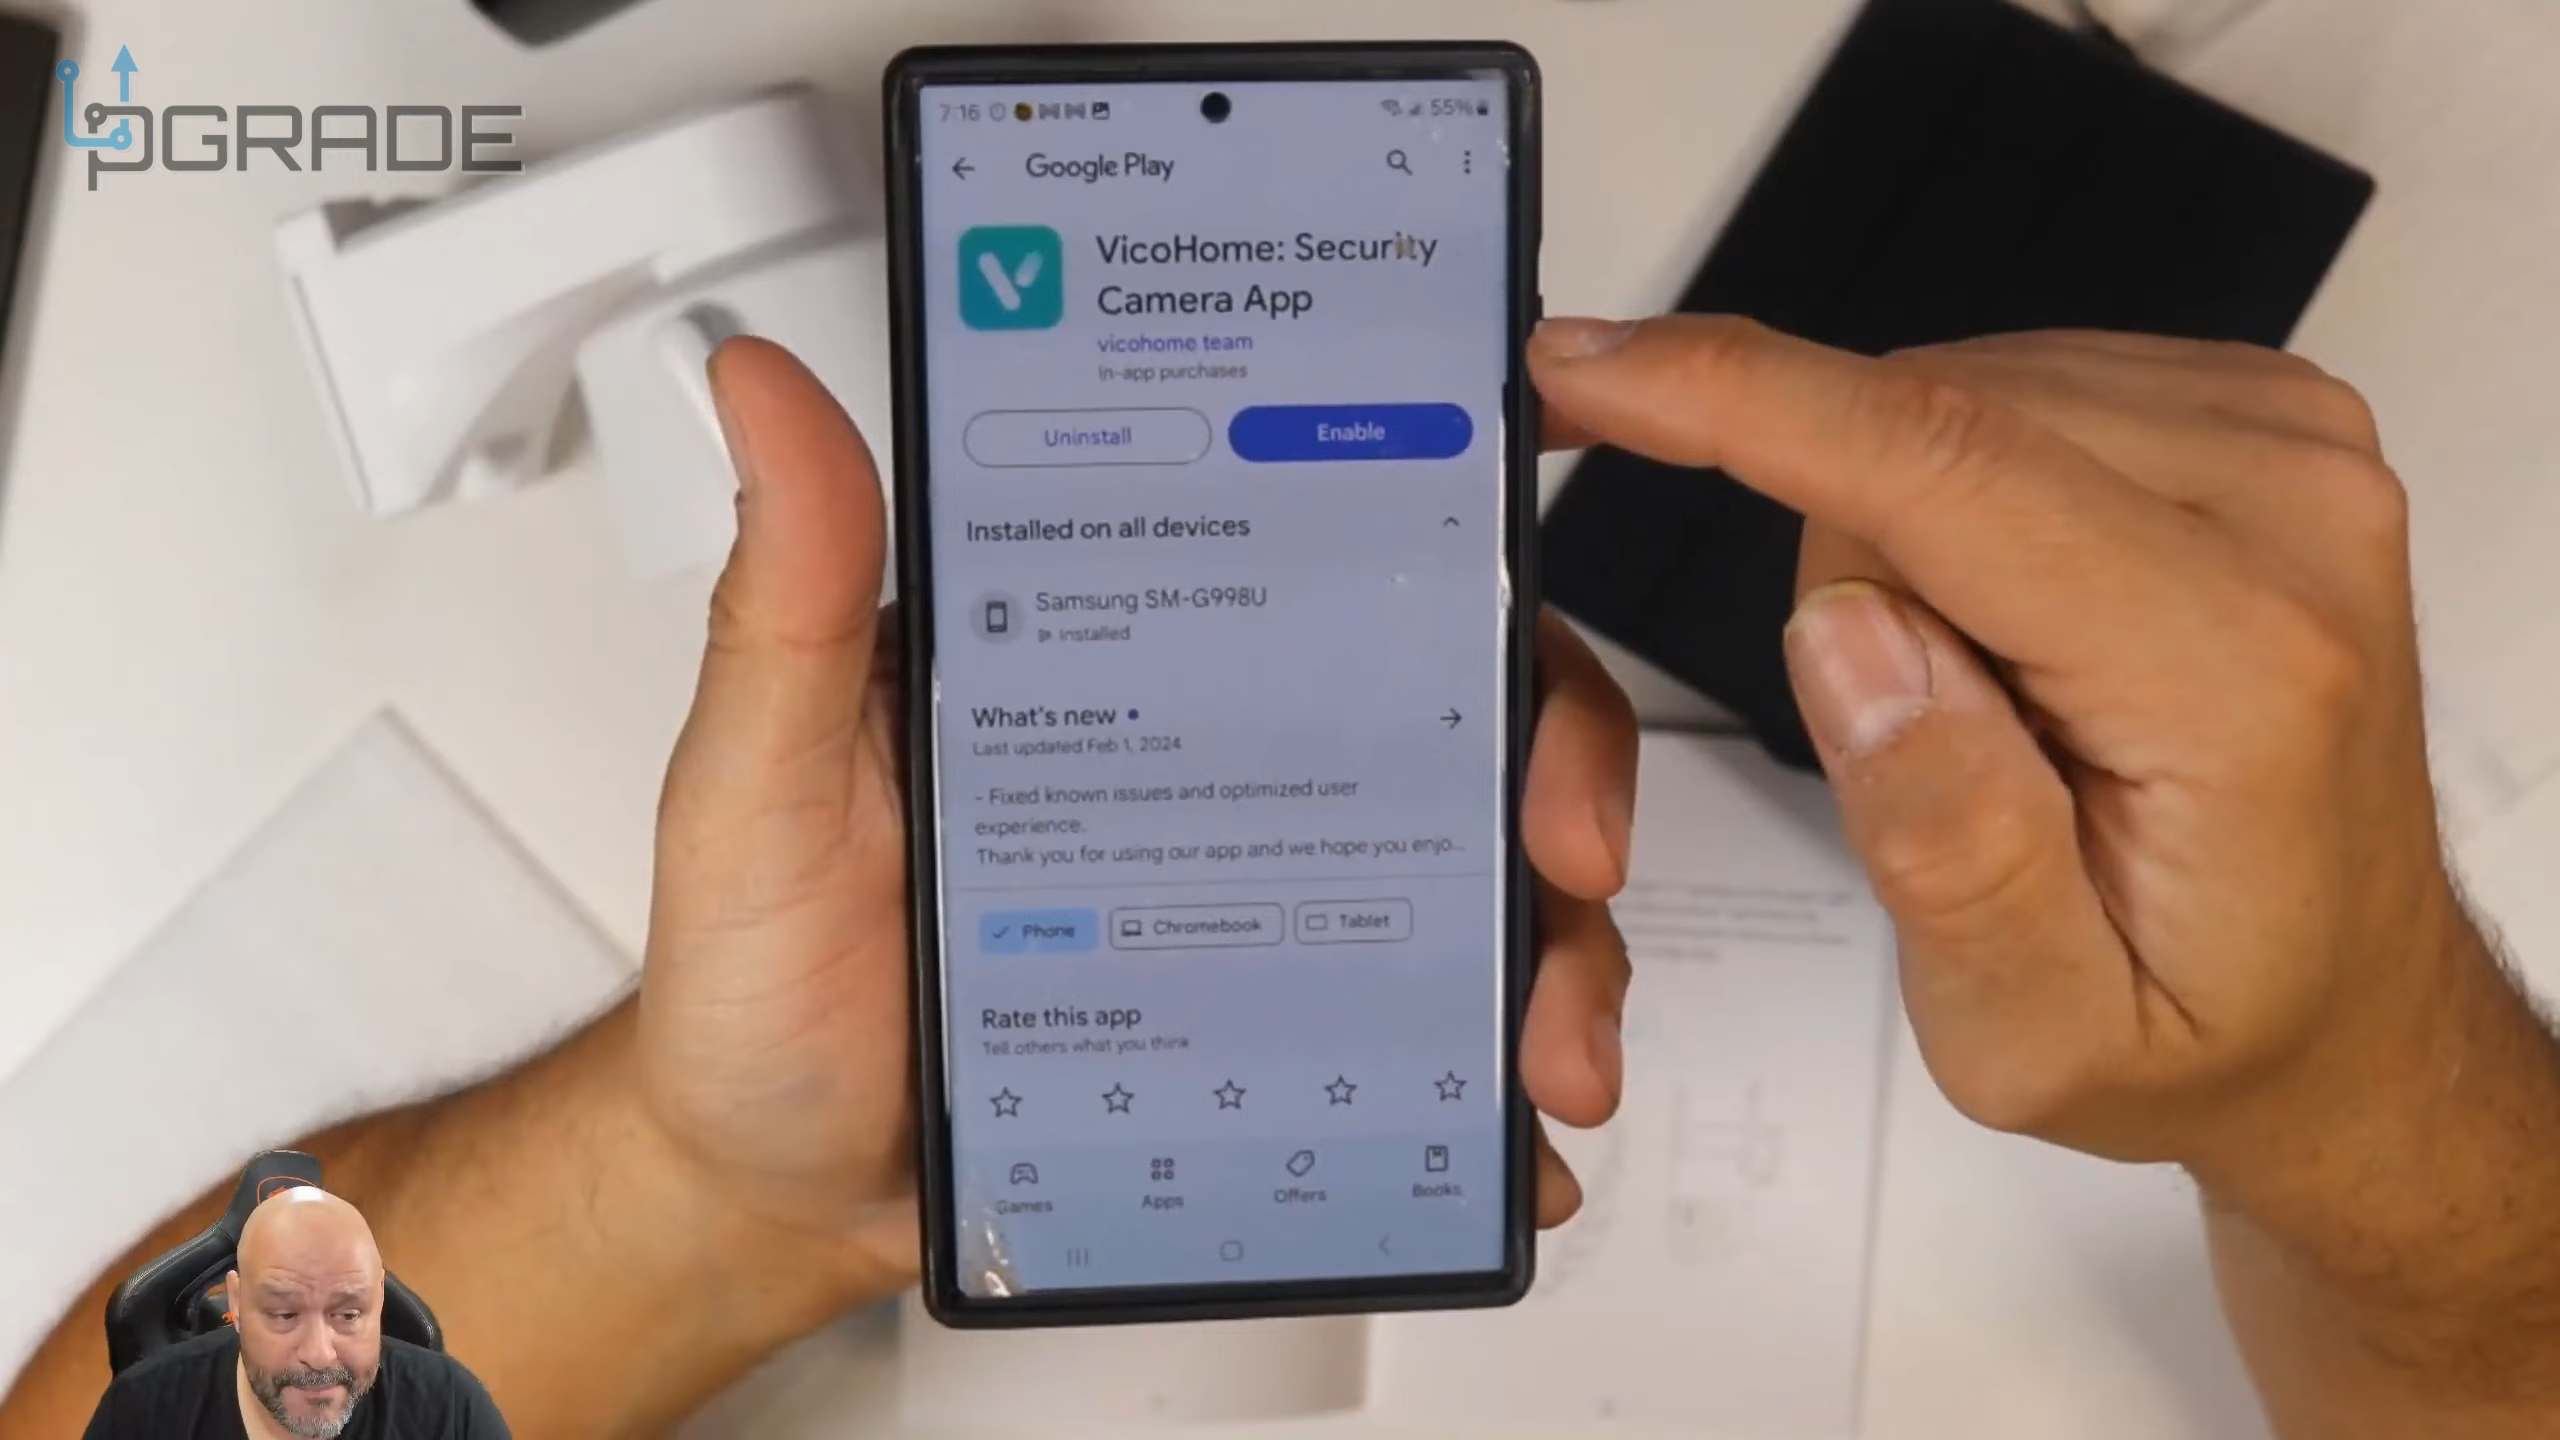 UPGRADE
7:16
55%
Google Play
VicoHome: Security
Camera App
vicohome team
In-app purchases
Uninstall
Enable
Installed on all devices
Samsung SM-G998U
Installed
What's new
Last updated Feb 1, 2024
- Fixed known issues and optimized user
experience.
Thank you for using our app and we hope you enjo...
Phone
Chromebook
Tablet
Rate this app
Tell others what you think
Games
Apps
Offers
Books